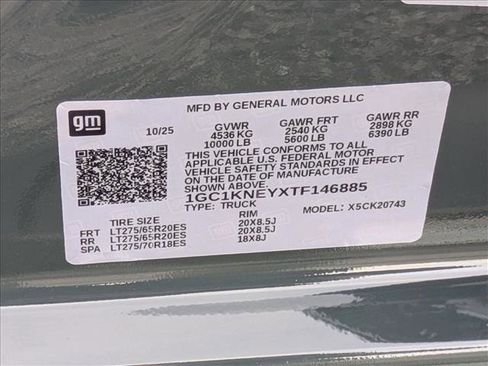 gm
MFD BY GENERAL MOTORS LLC
10/25 GVWR GAWR FRT GAWR RR
4536 KG 2540 KG 2898 KG
10000 LB 5600 LB 6390 LB
THIS VEHICLE CONFORMS TO ALL
APPLICABLE U.S. FEDERAL MOTOR
VEHICLE SAFETY STANDARDS IN EFFECT
ON THE DATE OF MANUFACTURE
SHOWN ABOVE.
1GC1KNEYXTF146885
TYPE: TRUCK MODEL: X5CK20743
TIRE SIZE RIM
FRT LT275/65R20ES 20X8.5J
RR LT275/65R20ES 20X8.5J
SPA LT275/70R18ES 18X8J